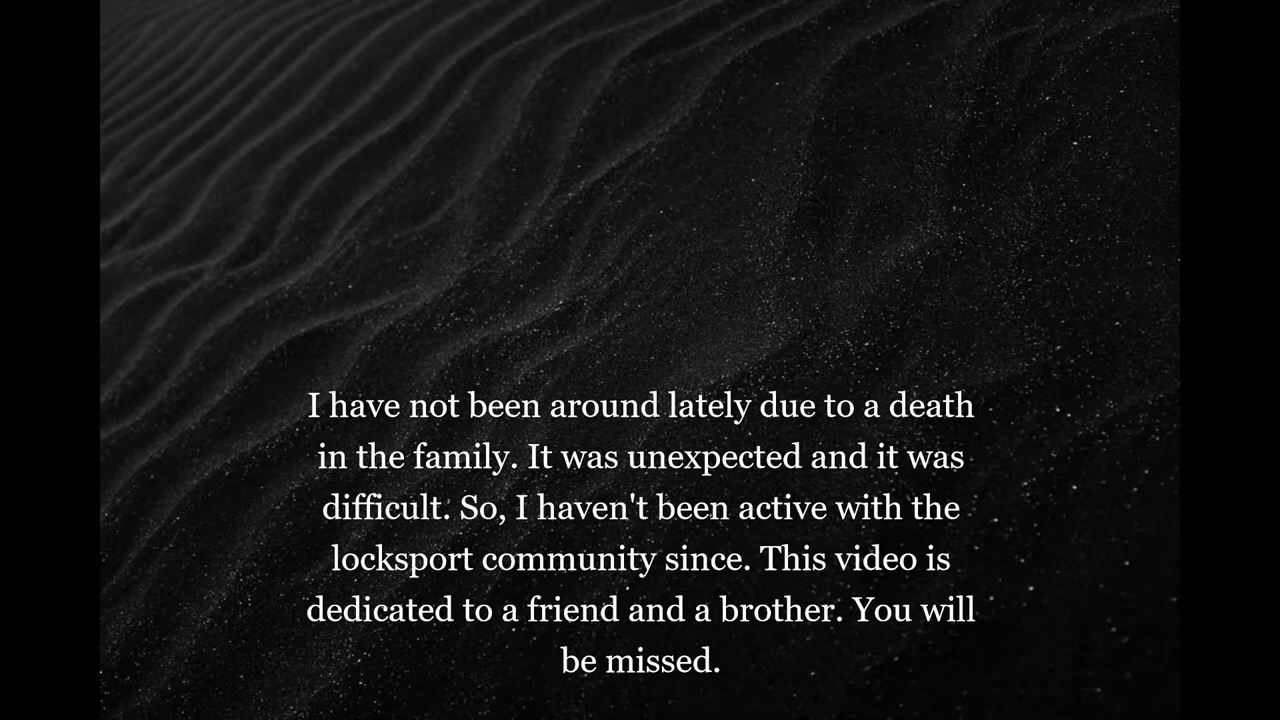 I have not been around lately due to a death
in the family. It was unexpected and it was
difficult. So, I haven't been active with the
locksport community since. This video is
dedicated to a friend and a brother. You will
be missed.